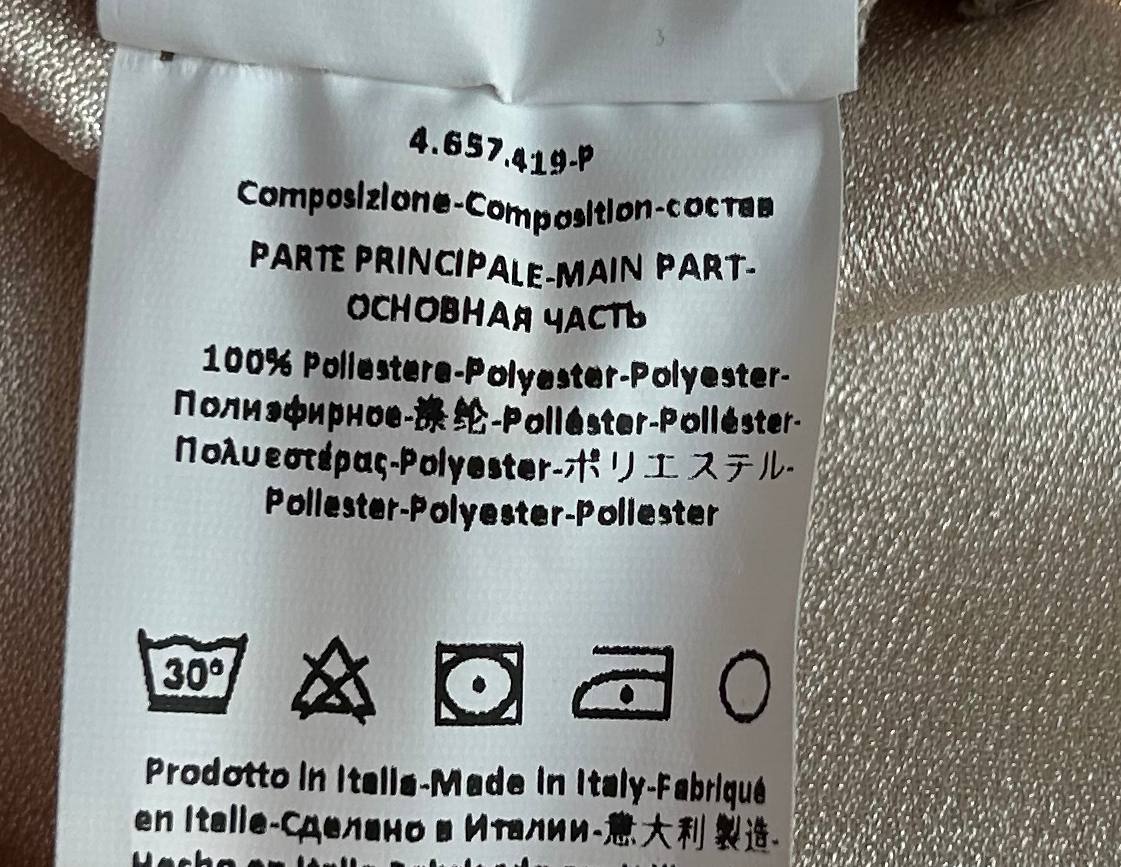 4.657.419-P
Composizione-Composition-состав
PARTE PRINCIPALE-MAIN PART-
ОСНОВНАЯ ЧАСТЬ
100% Poliestere-Polyester-Polyester-
Полиэфирное-涤纶-Poliéster-Poliéster-
Πολυεστέρας-Polyester-ポリエステル-
Poliester-Polyester-Poliester
30°
Prodotto in Italia-Made in Italy-Fabriqué
en Italie-Сделано в Италии-意大利製造-